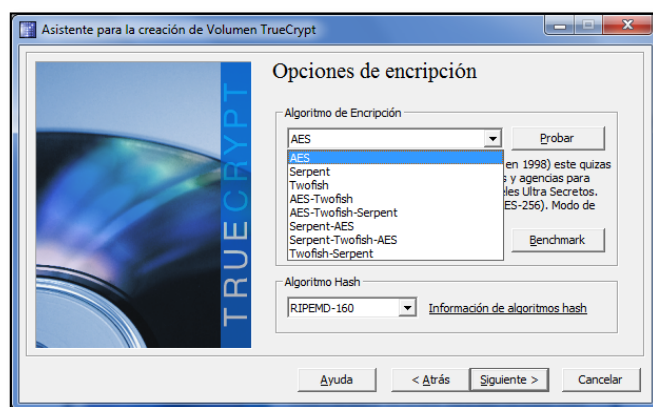 Asistente para la creación de Volumen TrueCrypt
TRUECRYPT
Opciones de encripción
Algoritmo de Encripción
AES
Probar
AES
Serpent
Twofish
AES-Twofish
AES-Twofish-Serpent
Serpent-AES
Serpent-Twofish-AES
Twofish-Serpent
en 1998) este quizas
s y agencias para
eles Ultra Secretos.
ES-256). Modo de
Benchmark
Algoritmo Hash
RIPEMD-160
Información de algoritmos hash
Ayuda
< Atrás
Siguiente >
Cancelar